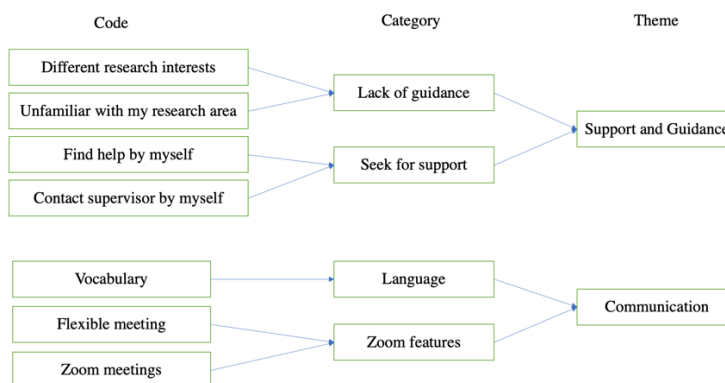 Code Category Theme
Different research interests
Unfamiliar with my research area
Lack of guidance
Find help by myself
Contact supervisor by myself
Seek for support
Support and Guidance
Vocabulary
Language
Flexible meeting
Zoom meetings
Zoom features
Communication